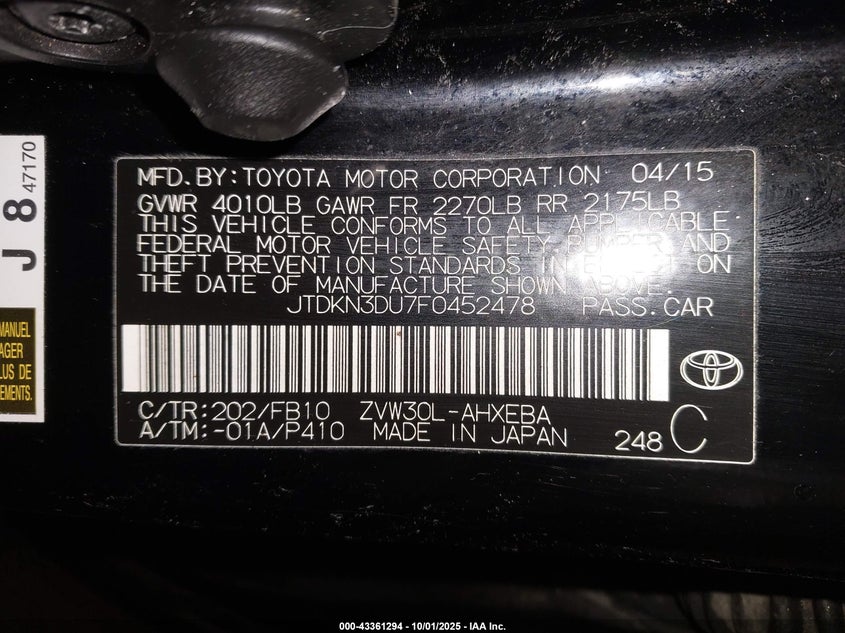 J 8 47170
MANUEL
AGER
LUS DE
EMENTS.
MFD. BY: TOYOTA MOTOR CORPORATION 04/15
GVWR 4010LB GAWR FR 2270LB RR 2175LB
THIS VEHICLE CONFORMS TO ALL APPLICABLE
FEDERAL MOTOR VEHICLE SAFETY, BUMPER AND
THEFT PREVENTION STANDARDS IN EFFECT ON
THE DATE OF MANUFACTURE SHOWN ABOVE.
JTDKN3DU7F0452478 PASS. CAR
C/TR: 202/FB10 ZVW30L-AHXEBA
A/TM: -01A/P410 MADE IN JAPAN 248 C
000-43361294 - 10/01/2025 - IAA Inc.